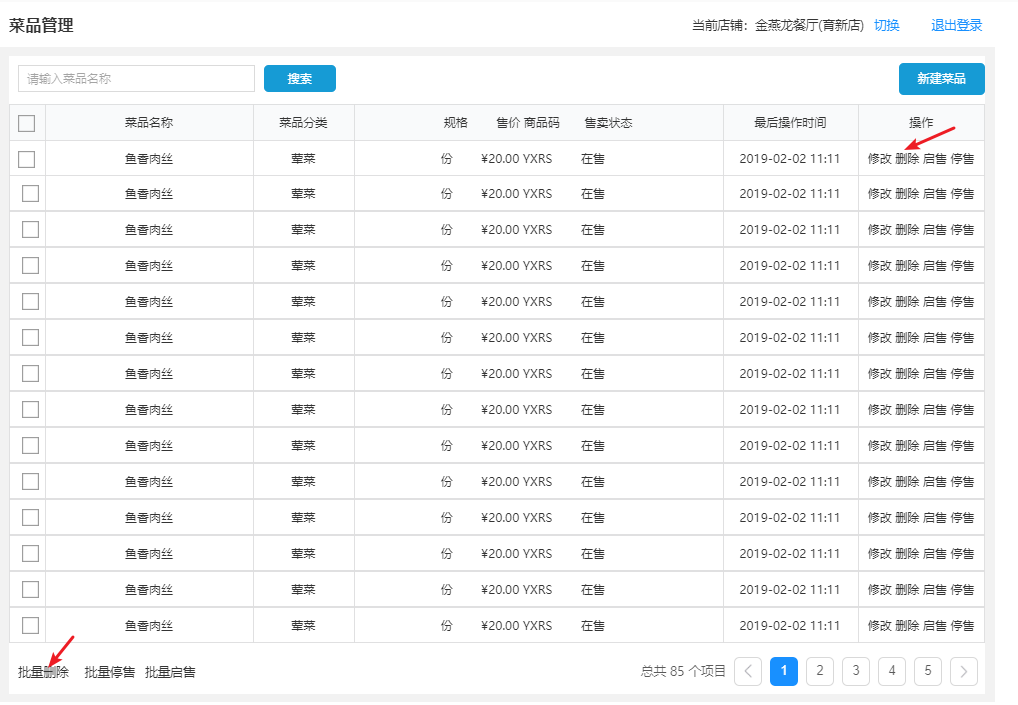 菜品管理 当前店铺：金燕龙餐厅(育新店) 切换 退出登录
请输入菜品名称 搜索 新建菜品
菜品名称 菜品分类 规格 售价 商品码 售卖状态 最后操作时间 操作
鱼香肉丝 荤菜 份 ¥20.00 YXRS 在售 2019-02-02 11:11 修改 删除 启售 停售
鱼香肉丝 荤菜 份 ¥20.00 YXRS 在售 2019-02-02 11:11 修改 删除 启售 停售
鱼香肉丝 荤菜 份 ¥20.00 YXRS 在售 2019-02-02 11:11 修改 删除 启售 停售
鱼香肉丝 荤菜 份 ¥20.00 YXRS 在售 2019-02-02 11:11 修改 删除 启售 停售
鱼香肉丝 荤菜 份 ¥20.00 YXRS 在售 2019-02-02 11:11 修改 删除 启售 停售
鱼香肉丝 荤菜 份 ¥20.00 YXRS 在售 2019-02-02 11:11 修改 删除 启售 停售
鱼香肉丝 荤菜 份 ¥20.00 YXRS 在售 2019-02-02 11:11 修改 删除 启售 停售
鱼香肉丝 荤菜 份 ¥20.00 YXRS 在售 2019-02-02 11:11 修改 删除 启售 停售
鱼香肉丝 荤菜 份 ¥20.00 YXRS 在售 2019-02-02 11:11 修改 删除 启售 停售
鱼香肉丝 荤菜 份 ¥20.00 YXRS 在售 2019-02-02 11:11 修改 删除 启售 停售
鱼香肉丝 荤菜 份 ¥20.00 YXRS 在售 2019-02-02 11:11 修改 删除 启售 停售
鱼香肉丝 荤菜 份 ¥20.00 YXRS 在售 2019-02-02 11:11 修改 删除 启售 停售
鱼香肉丝 荤菜 份 ¥20.00 YXRS 在售 2019-02-02 11:11 修改 删除 启售 停售
鱼香肉丝 荤菜 份 ¥20.00 YXRS 在售 2019-02-02 11:11 修改 删除 启售 停售
批量删除 批量停售 批量启售 总共 85 个项目 1 2 3 4 5